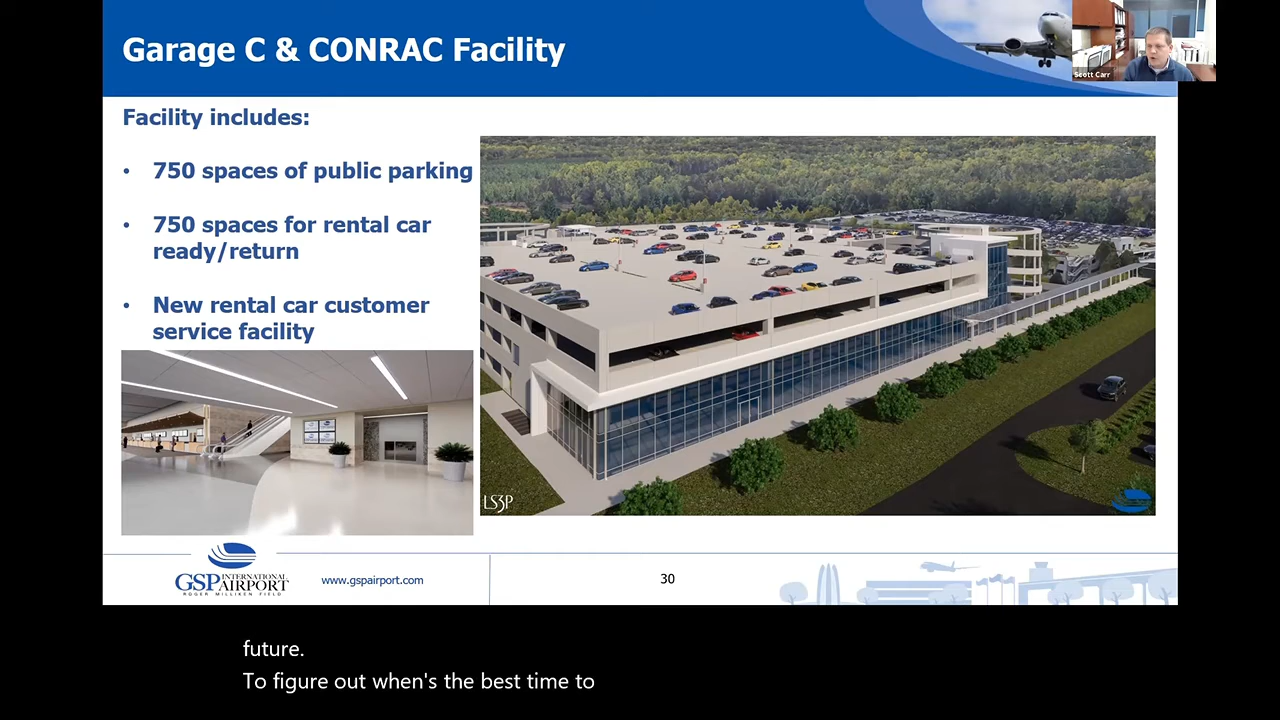 Garage C & CONRAC Facility
Scott Carr
Facility includes:
• 750 spaces of public parking
• 750 spaces for rental car
ready/return
• New rental car customer
service facility
LS3P
GSP INTERNATIONAL
AIRPORT
ROGER MILLIKEN FIELD
www.gspairport.com
30
future.
To figure out when's the best time to